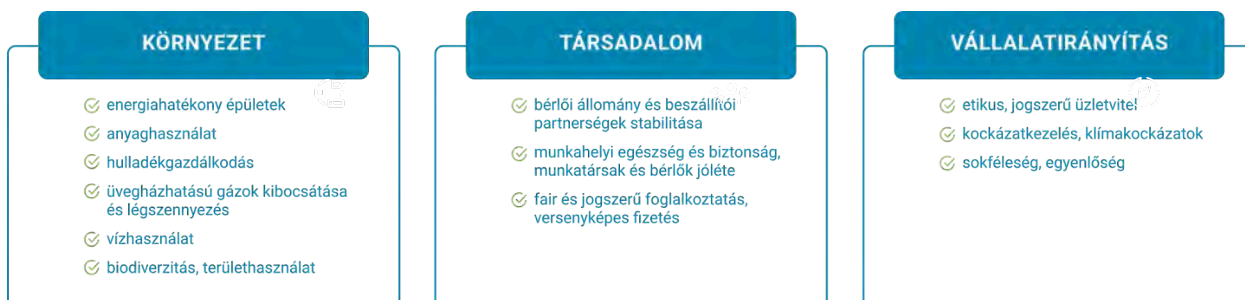 KÖRNYEZET
energiahatékony épületek
anyaghasználat
hulladékgazdálkodás
üvegházhatású gázok kibocsátása
és légszennyezés
vízhasználat
biodiverzitás, területhasználat
TÁRSADALOM
bérlői állomány és beszállítói
partnerségek stabilitása
munkahelyi egészség és biztonság,
munkatársak és bérlők jóléte
fair és jogszerű foglalkoztatás,
versenyképes fizetés
VÁLLALATIRÁNYÍTÁS
etikus, jogszerű üzletvitel
kockázatkezelés, klímakockázatok
sokféleség, egyenlőség